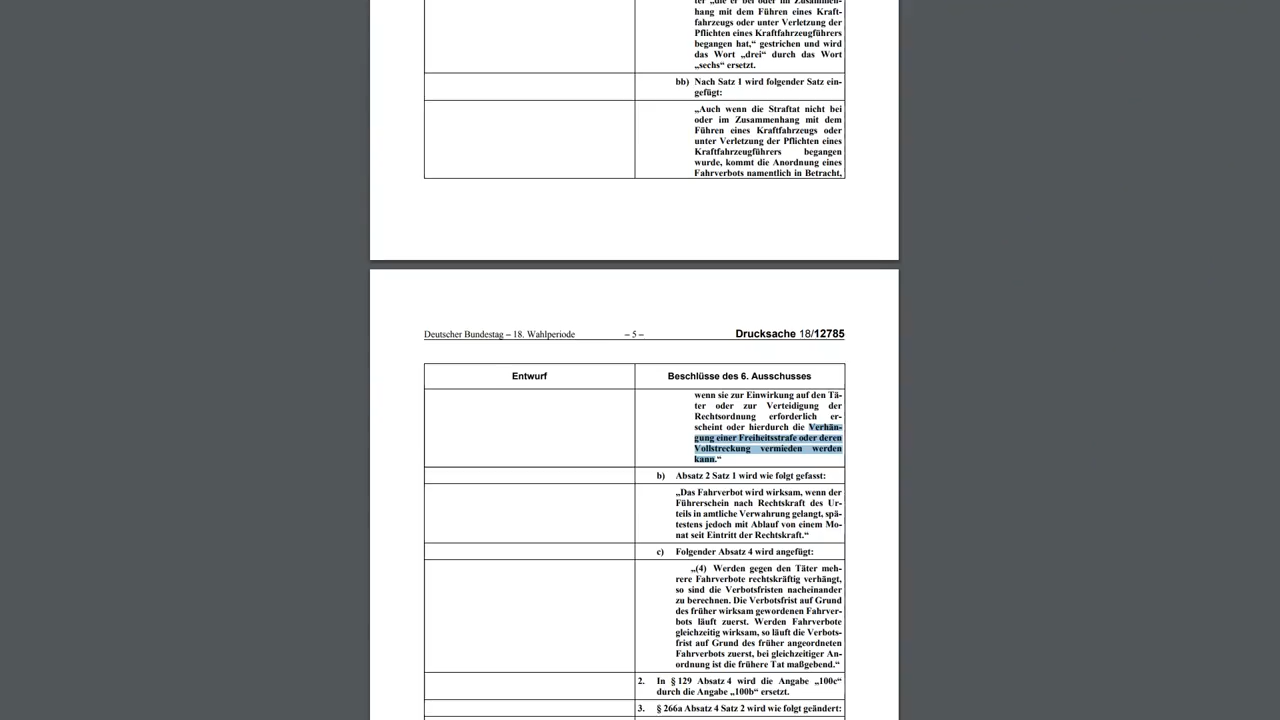 ter „die er bei oder im Zusammen-
hang mit dem Führen eines Kraft-
fahrzeugs oder unter Verletzung der
Pflichten eines Kraftfahrzeugführers
begangen hat,“ gestrichen und wird
das Wort „drei“ durch das Wort
„sechs“ ersetzt.
bb) Nach Satz 1 wird folgender Satz ein-
gefügt:
„Auch wenn die Straftat nicht bei
oder im Zusammenhang mit dem
Führen eines Kraftfahrzeugs oder
unter Verletzung der Pflichten eines
Kraftfahrzeugführers begangen
wurde, kommt die Anordnung eines
Fahrverbots namentlich in Betracht,
Deutscher Bundestag – 18. Wahlperiode – 5 – Drucksache 18/12785
Entwurf Beschlüsse des 6. Ausschusses
wenn sie zur Einwirkung auf den Tä-
ter oder zur Verteidigung der
Rechtsordnung erforderlich er-
scheint oder hierdurch die Verhän-
gung einer Freiheitsstrafe oder deren
Vollstreckung vermieden werden
kann.“
b) Absatz 2 Satz 1 wird wie folgt gefasst:
„Das Fahrverbot wird wirksam, wenn der
Führerschein nach Rechtskraft des Ur-
teils in amtliche Verwahrung gelangt, spä-
testens jedoch mit Ablauf von einem Mo-
nat seit Eintritt der Rechtskraft.“
c) Folgender Absatz 4 wird angefügt:
„(4) Werden gegen den Täter meh-
rere Fahrverbote rechtskräftig verhängt,
so sind die Verbotsfristen nacheinander
zu berechnen. Die Verbotsfrist auf Grund
des früher wirksam gewordenen Fahrver-
bots läuft zuerst. Werden Fahrverbote
gleichzeitig wirksam, so läuft die Verbots-
frist auf Grund des früher angeordneten
Fahrverbots zuerst, bei gleichzeitiger An-
ordnung ist die frühere Tat maßgebend.“
2. In § 129 Absatz 4 wird die Angabe „100c“
durch die Angabe „100b“ ersetzt.
3. § 266a Absatz 4 Satz 2 wird wie folgt geändert: